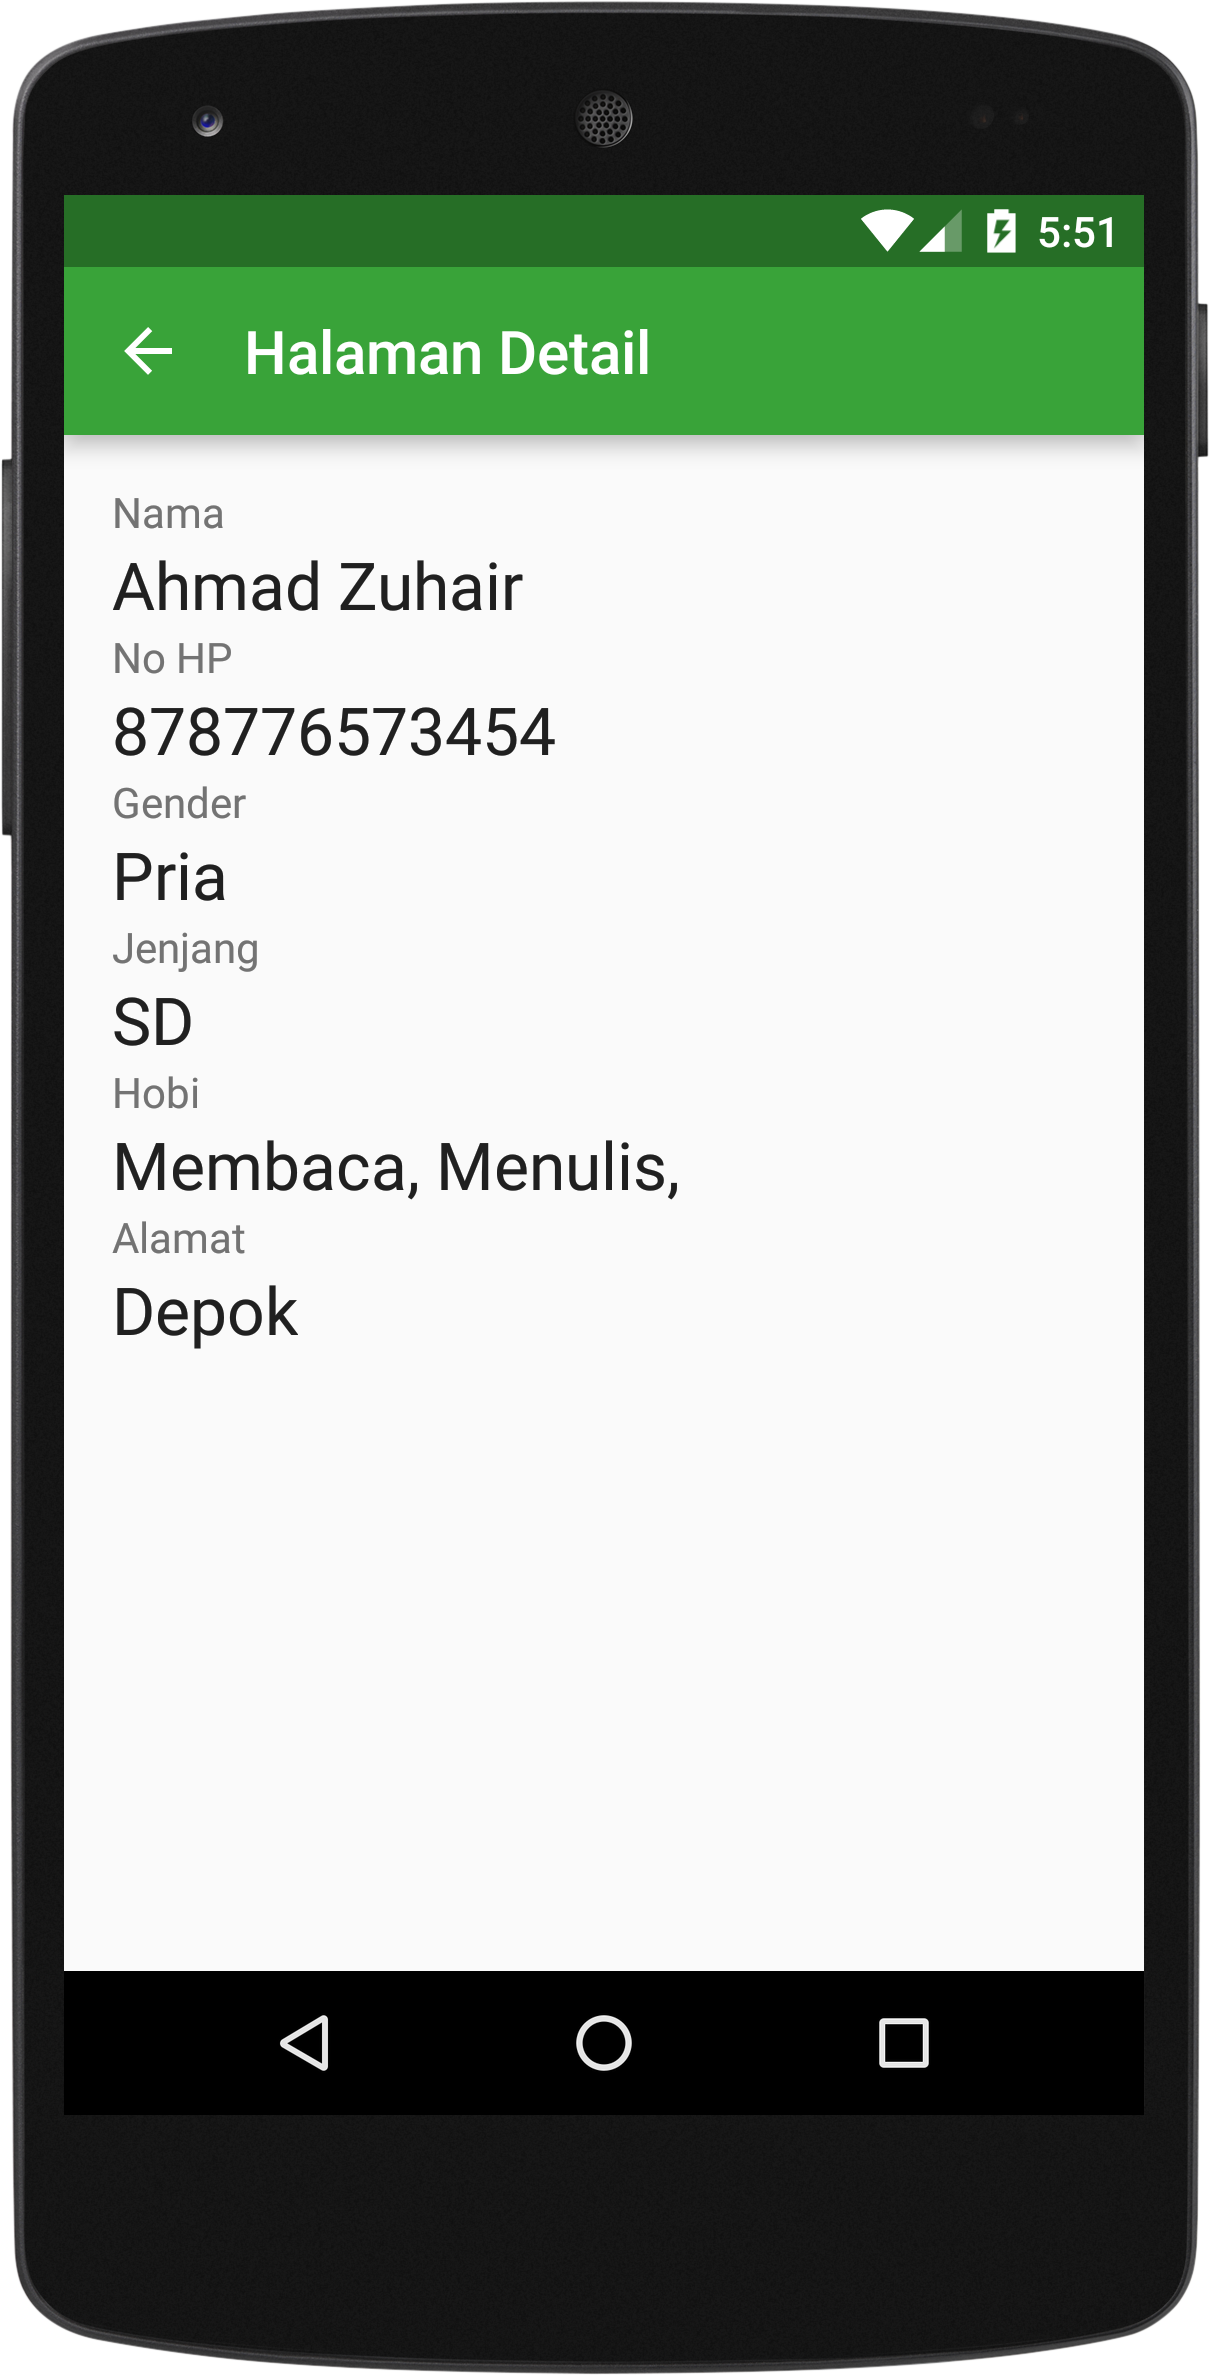 5:51
Halaman Detail
Nama
Ahmad Zuhair
No HP
878776573454
Gender
Pria
Jenjang
SD
Hobi
Membaca, Menulis,
Alamat
Depok